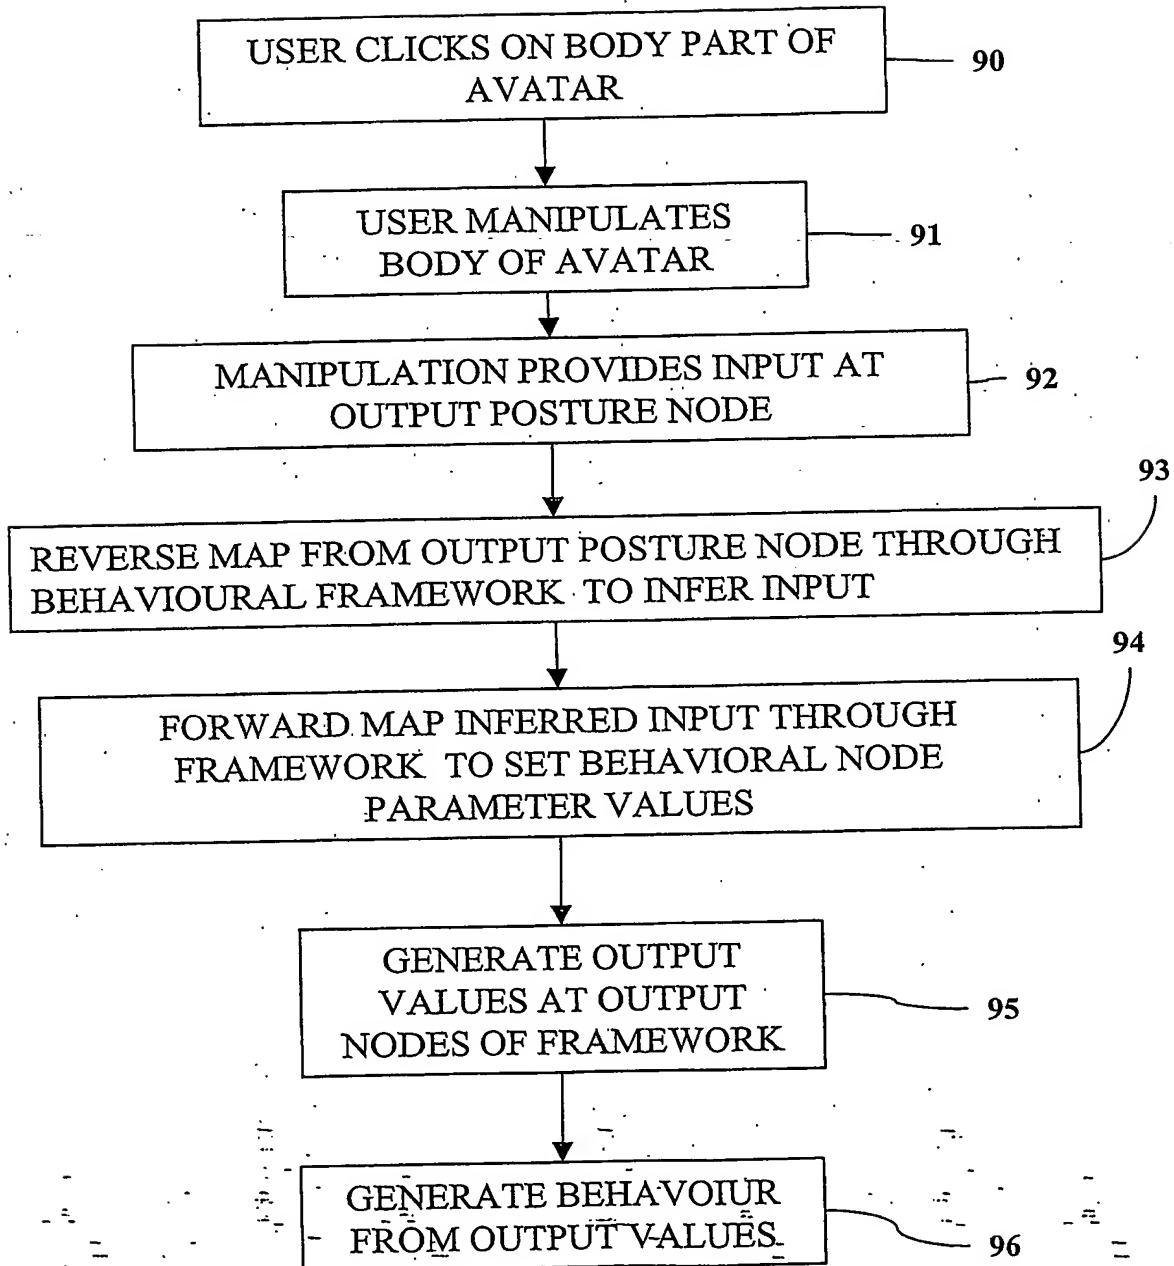 USER CLICKS ON BODY PART OF
AVATAR
90
USER MANIPULATES
BODY OF AVATAR
91
MANIPULATION PROVIDES INPUT AT
OUTPUT POSTURE NODE
92
93
REVERSE MAP FROM OUTPUT POSTURE NODE THROUGH
BEHAVIOURAL FRAMEWORK TO INFER INPUT
94
FORWARD MAP INFERRED INPUT THROUGH
FRAMEWORK TO SET BEHAVIORAL NODE
PARAMETER VALUES
GENERATE OUTPUT
VALUES AT OUTPUT
NODES OF FRAMEWORK
95
GENERATE BEHAVOIUR
FROM OUTPUT VALUES
96